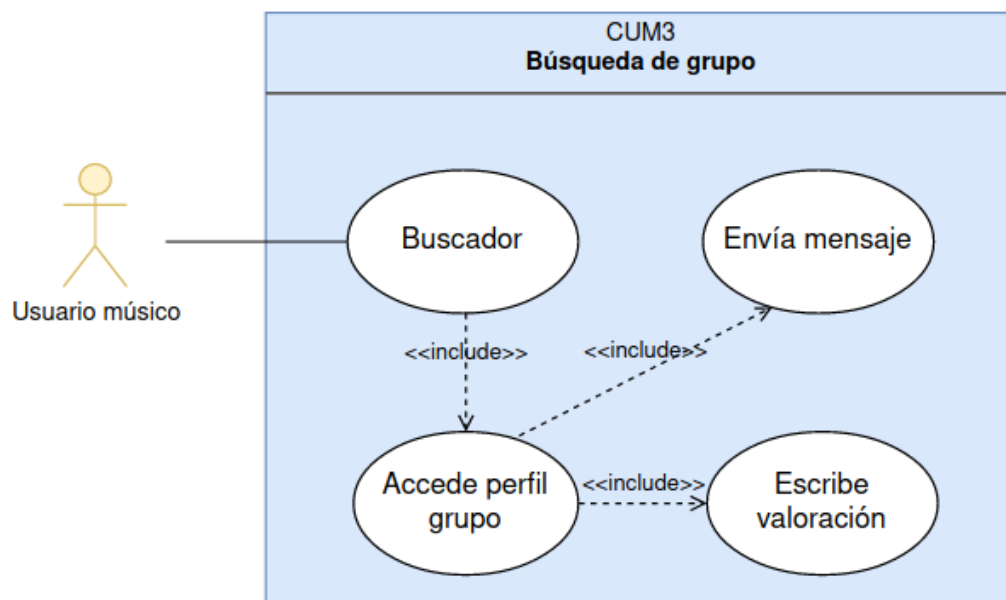 CUM3
Búsqueda de grupo
Buscador
Envía mensaje
Usuario músico
<<include>>
<<include>>
Accede perfil
grupo
<<include>>
Escribe
valoración